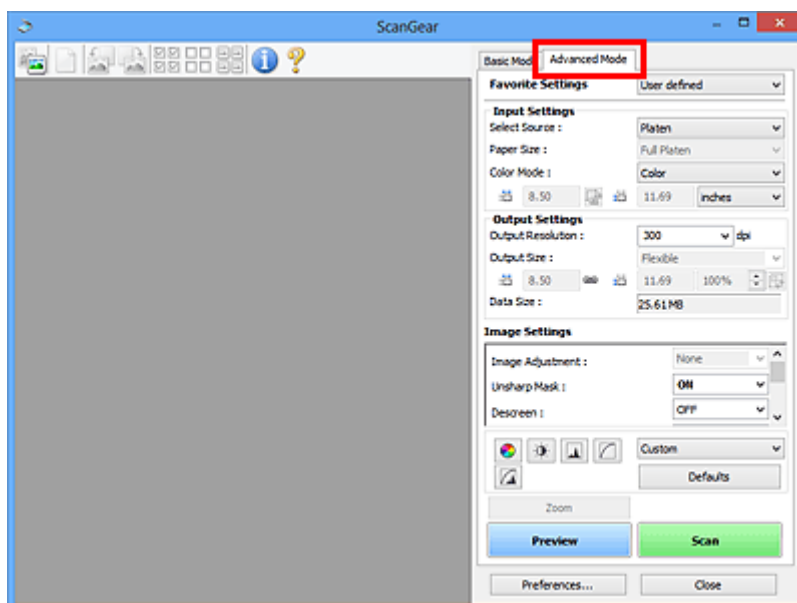 ScanGear
Basic Mod Advanced Mode
Favorite Settings User defined
Input Settings
Select Source : Platen
Paper Size : Full Platen
Color Mode : Color
8.50 11.69 inches
Output Settings
Output Resolution : 300 dpi
Output Size : Flexible
8.50 11.69 100%
Data Size : 25.61MB
Image Settings
Image Adjustment : None
Unsharp Mask : ON
Descreen : OFF
Custom
Defaults
Zoom
Preview Scan
Preferences... Close